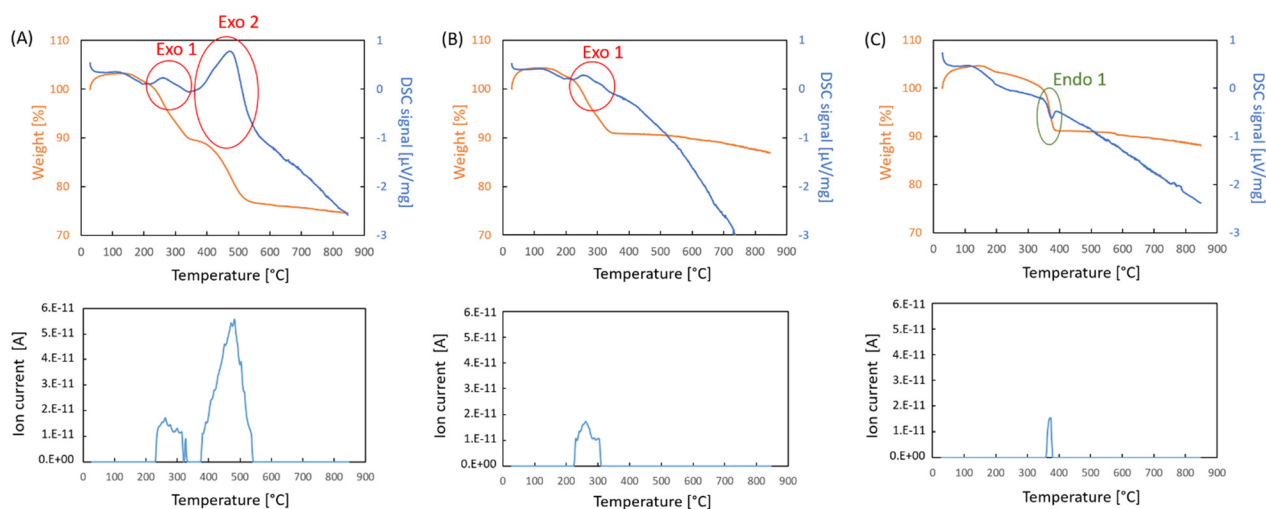 (A)
Exo 1
Exo 2
110
100
90
80
70
Weight [%]
1
0
-1
-2
-3
DSC signal [μV/mg]
0 100 200 300 400 500 600 700 800 900
Temperature [°C]
(B)
Exo 1
110
100
90
80
70
Weight [%]
1
0
-1
-2
-3
DSC signal [μV/mg]
0 100 200 300 400 500 600 700 800 900
Temperature [°C]
(C)
Endo 1
110
100
90
80
70
Weight [%]
1
0
-1
-2
-3
DSC signal [μV/mg]
0 100 200 300 400 500 600 700 800 900
Temperature [°C]
6.E-11
5.E-11
4.E-11
3.E-11
2.E-11
1.E-11
0.E+00
Ion current [A]
0 100 200 300 400 500 600 700 800 900
Temperature [°C]
6.E-11
5.E-11
4.E-11
3.E-11
2.E-11
1.E-11
0.E+00
Ion current [A]
0 100 200 300 400 500 600 700 800 900
Temperature [°C]
6.E-11
5.E-11
4.E-11
3.E-11
2.E-11
1.E-11
0.E+00
Ion current [A]
0 100 200 300 400 500 600 700 800 900
Temperature [°C]